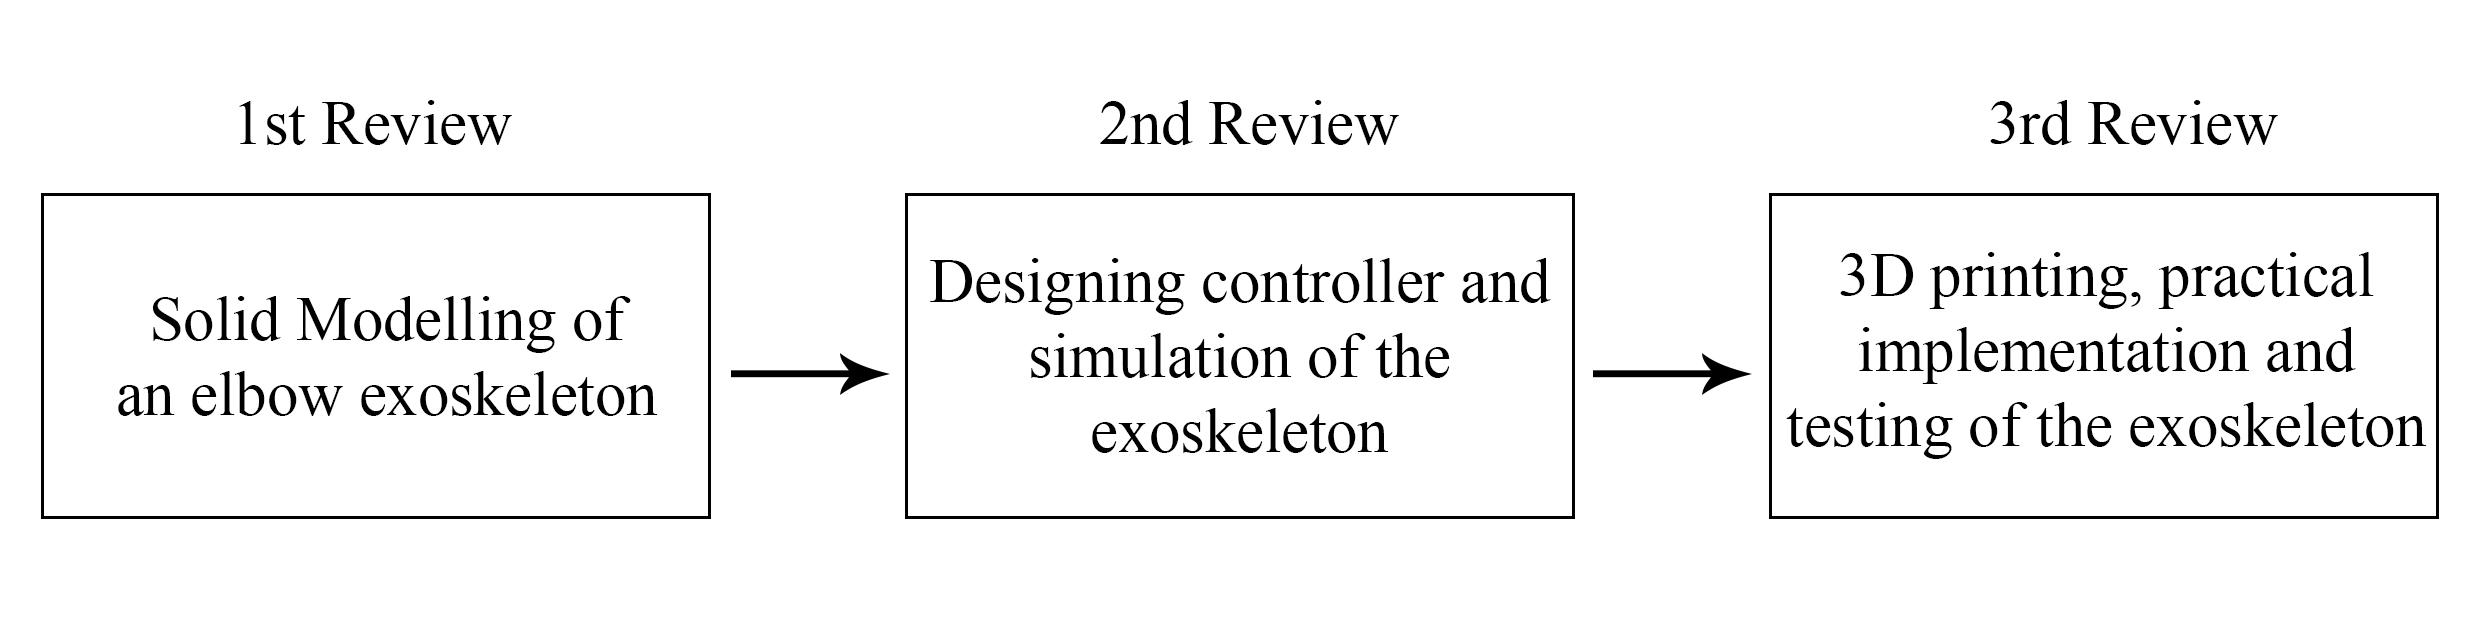 1st Review
Solid Modelling of
an elbow exoskeleton
2nd Review
Designing controller and
simulation of the
exoskeleton
3rd Review
3D printing, practical
implementation and
testing of the exoskeleton